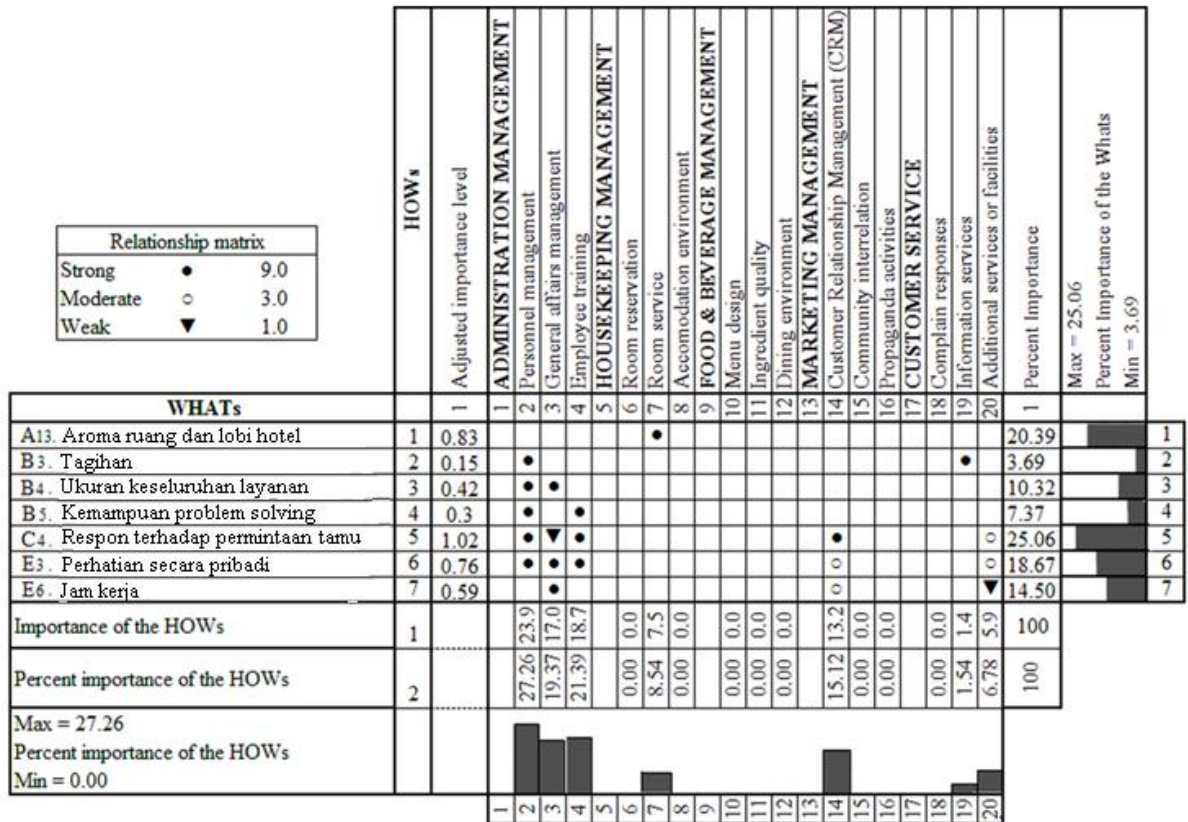 HOWs
Adjusted importance level
ADMINISTRATION MANAGEMENT
Personnel management
General affairs management
Employee training
HOUSEKEEPING MANAGEMENT
Room reservation
Room service
Accomodation environment
FOOD & BEVERAGE MANAGEMENT
Menu design
Ingredient quality
Dining environment
MARKETING MANAGEMENT
Customer Relationship Management (CRM)
Community interrelation
Propaganda activities
CUSTOMER SERVICE
Complain responses
Information services
Additional services or facilities
Percent Importance
Max = 25.06
Percent Importance of the Whats
Min = 3.69
Relationship matrix
Strong ● 9.0
Moderate ○ 3.0
Weak ▼ 1.0
WHATs 1 1 2 3 4 5 6 7 8 9 10 11 12 13 14 15 16 17 18 19 20 1
A13. Aroma ruang dan lobi hotel 1 0.83 ● 20.39 1
B3. Tagihan 2 0.15 ● ● 3.69 2
B4. Ukuran keseluruhan layanan 3 0.42 ● ● 10.32 3
B5. Kemampuan problem solving 4 0.3 ● ● 7.37 4
C4. Respon terhadap permintaan tamu 5 1.02 ● ▼ ● ● ○ 25.06 5
E3. Perhatian secara pribadi 6 0.76 ● ● ● ○ ○ 18.67 6
E6. Jam kerja 7 0.59 ● ○ ▼ 14.50 7
Importance of the HOWs 1 23.9 17.0 18.7 0.0 7.5 0.0 0.0 0.0 0.0 13.2 0.0 0.0 0.0 1.4 5.9 100
Percent importance of the HOWs 2 27.26 19.37 21.39 0.00 8.54 0.00 0.00 0.00 0.00 15.12 0.00 0.00 0.00 1.54 6.78 100
Max = 27.26
Percent importance of the HOWs
Min = 0.00
1 2 3 4 5 6 7 8 9 10 11 12 13 14 15 16 17 18 19 20